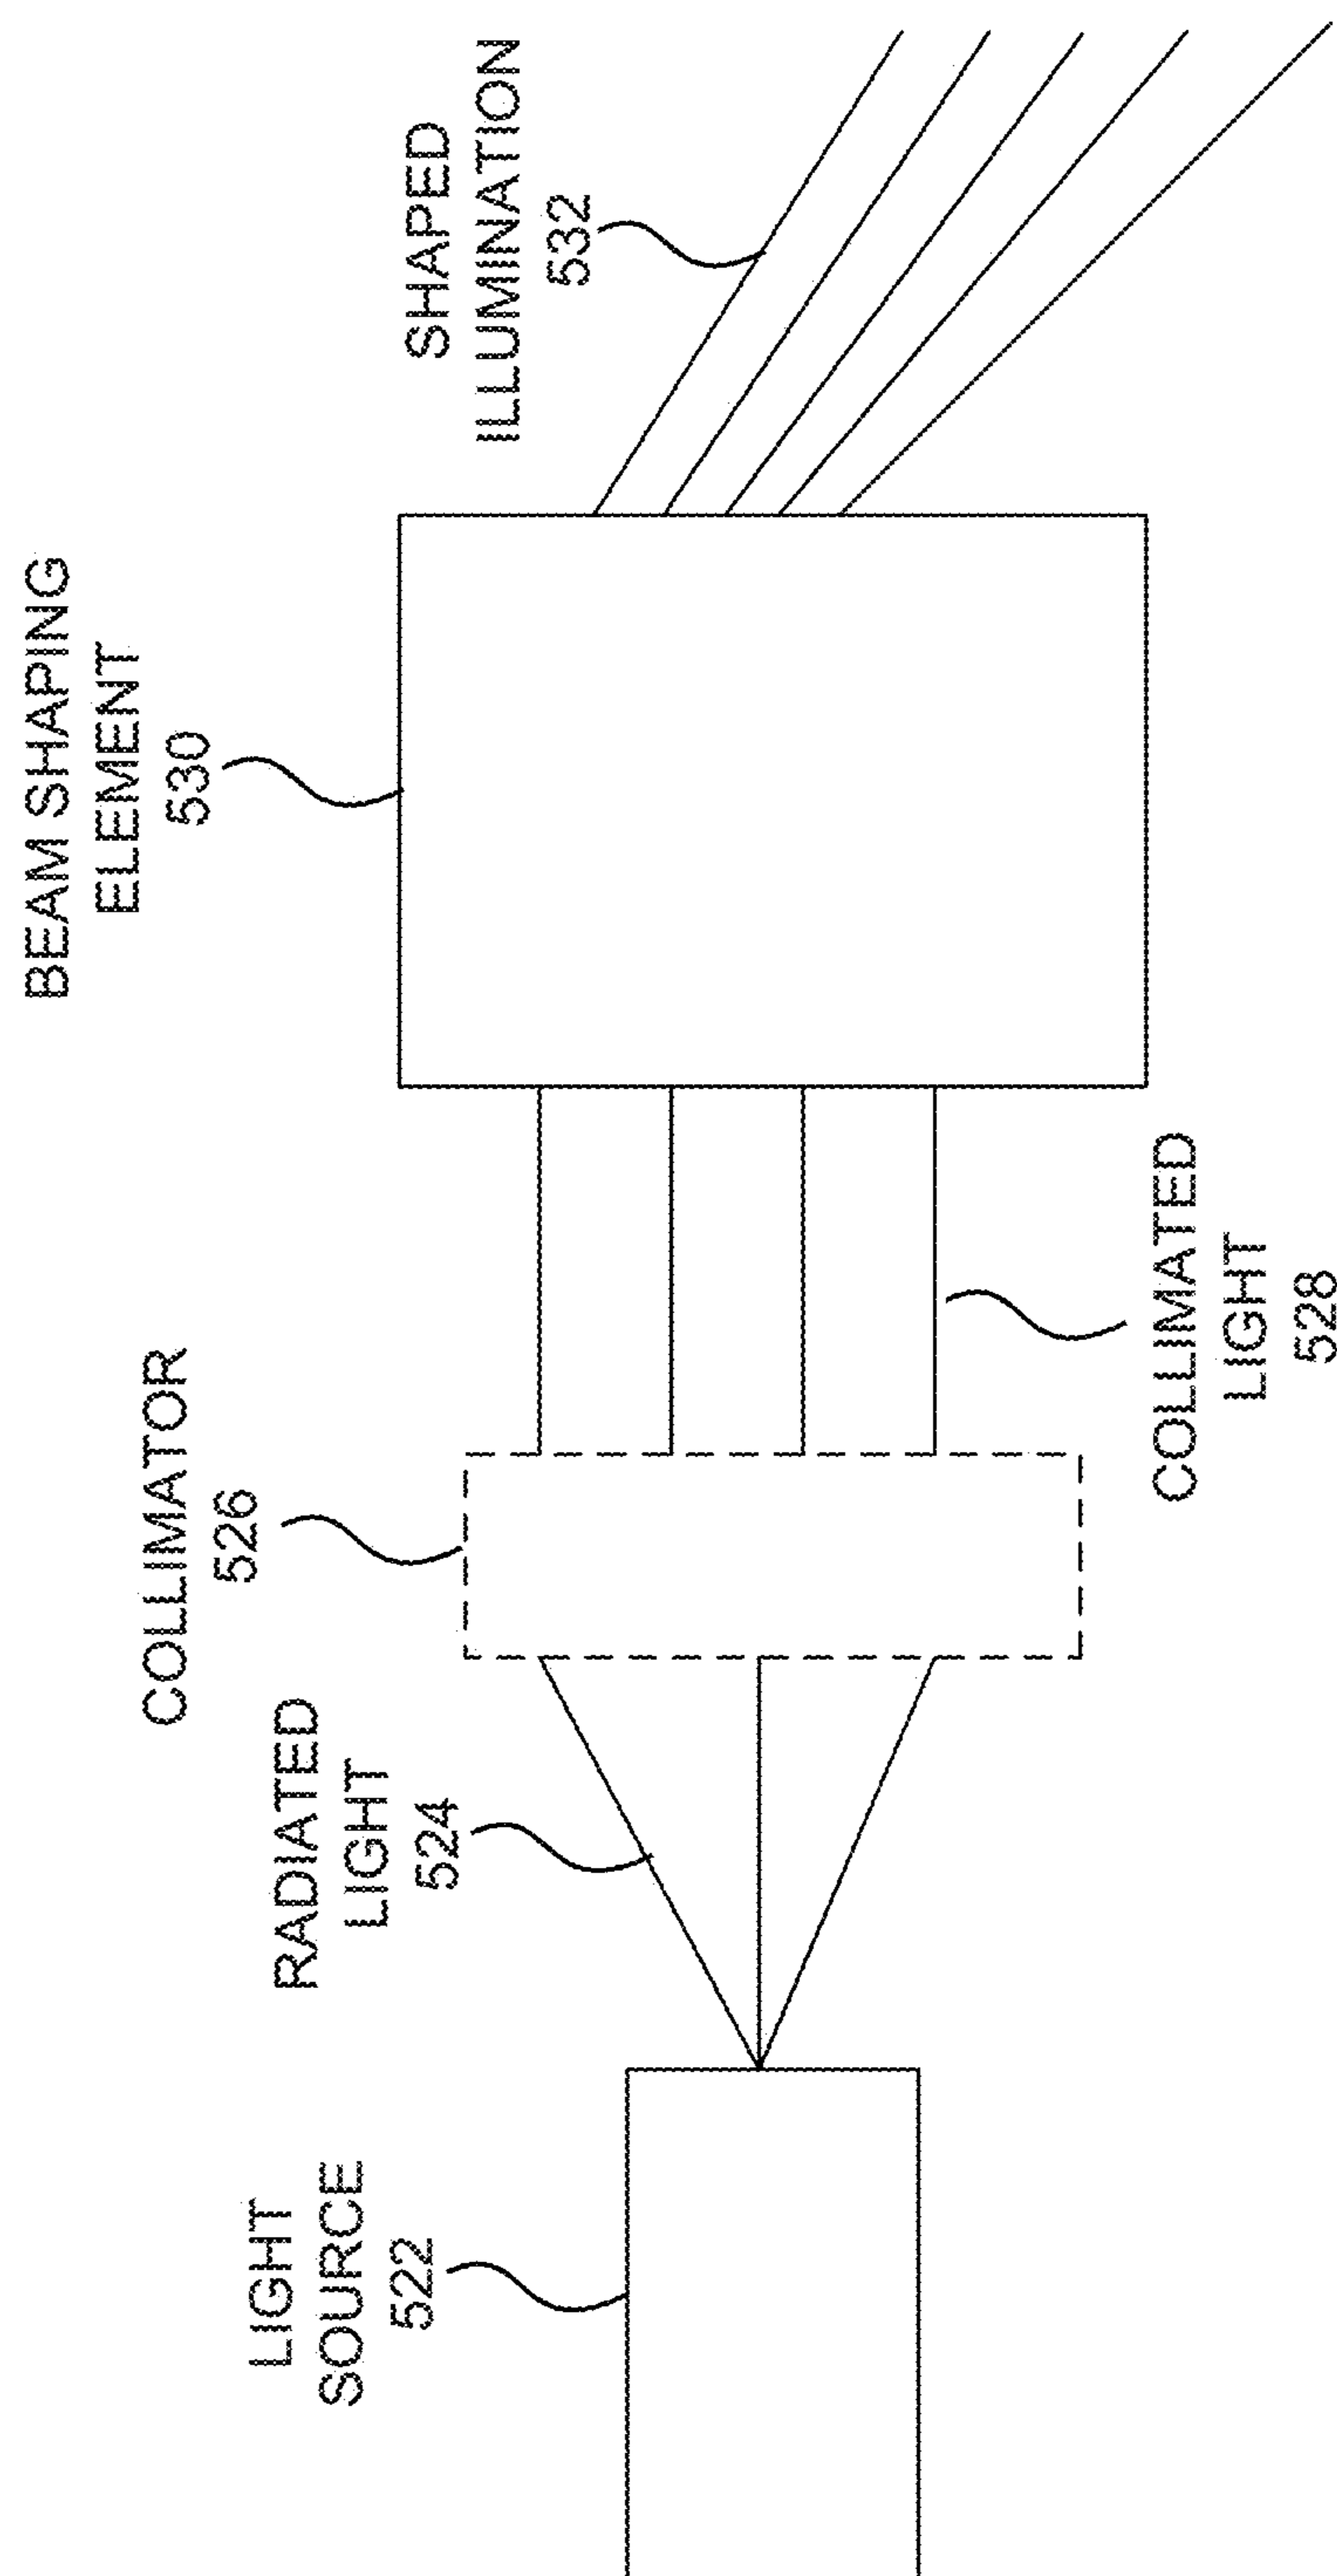 LIGHT
SOURCE
522
RADIATED
LIGHT
524
COLLIMATOR
526
COLLIMATED
LIGHT
528
BEAM SHAPING
ELEMENT
530
SHAPED
ILLUMINATION
532